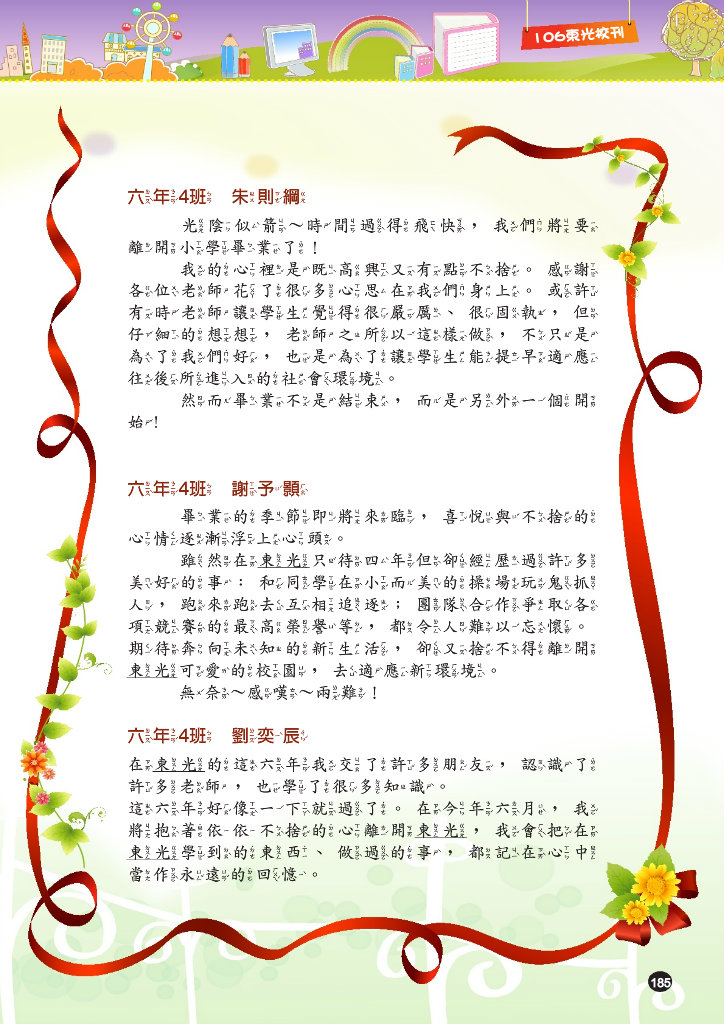 106東光校刊
六年4班 朱則綱
光陰似箭～時間過得飛快，我們將要
離開小學畢業了!
我的心裡是既高興又有點不捨。感謝
各位老師花了很多心思在我們身上。或許
有時老師讓學生覺得很嚴厲、很固執，但
仔細的想想，老師之所以這樣做，不只是
為了我們好，也是為了讓學生能提早適應
往後所進入的社會環境。
然而畢業不是結束，而是另外一個開
始!
六年4班 謝予顥
畢業的季節即將來臨，喜悅與不捨的
心情逐漸浮上心頭。
雖然在東光只待四年但卻經歷過許多
美好的事：和同學在小而美的操場玩鬼抓
人，跑來跑去互相追逐；團隊合作爭取各
項競賽的最高榮譽等，都令人難以忘懷。
期待奔向未知的新生活，卻又捨不得離開
東光可愛的校園，去適應新環境。
無奈～感嘆～兩難!
六年4班 劉奕辰
在東光的這六年我交了許多朋友，認識了
許多老師，也學了很多知識。
這六年好像一下就過了。在今年六月，我
將抱著依依不捨的心離開東光，我會把在
東光學到的東西、做過的事，都記在心中
當作永遠的回憶。
185